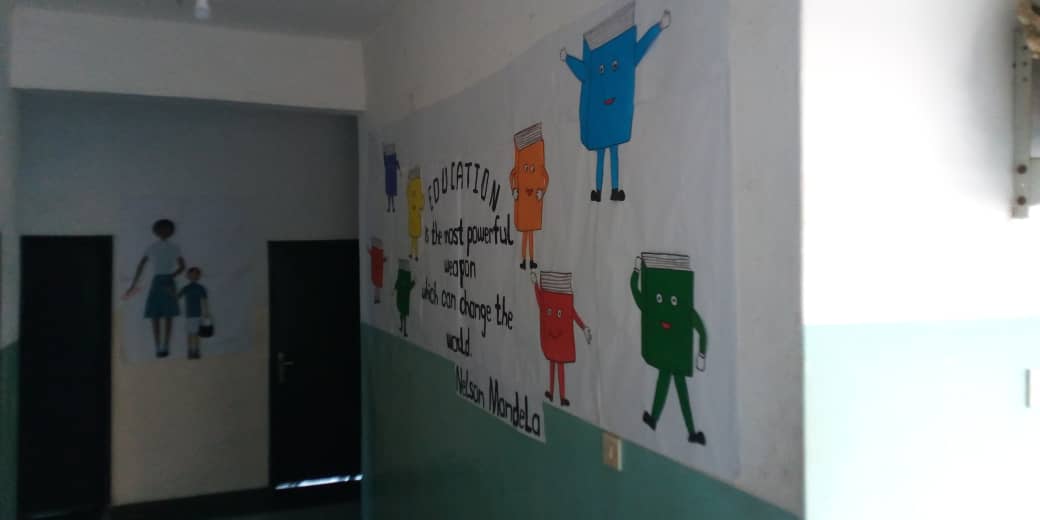 EDUCATION
is the most powerful
weapon
which can change the
world.
Nelson Mandela